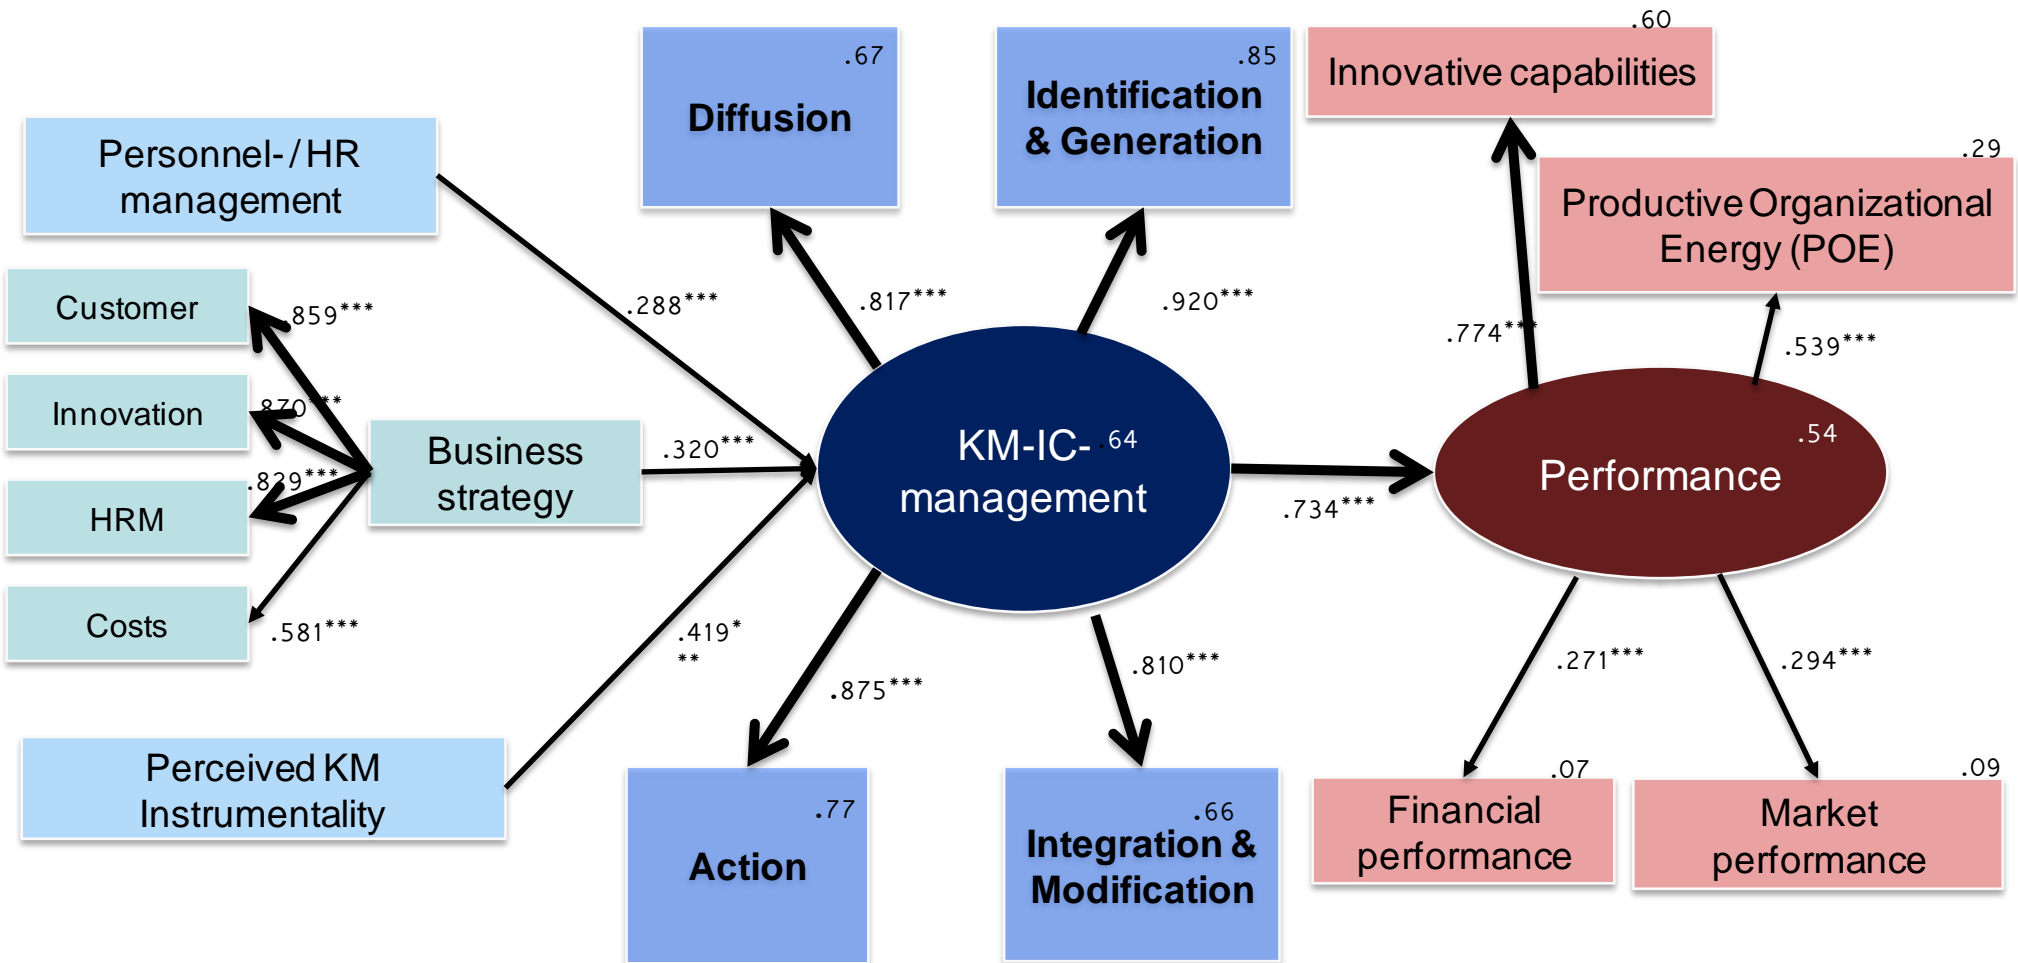 .60
.67
.85
Innovative capabilities
Identification
& Generation
Diffusion
Personnel- / HR
management
.29
Productive Organizational
Energy (POE)
Customer
.859***
.288***
.817***
.920***
.774***
.539***
Innovation
.870***
Business
strategy
.320***
KM-IC-
management
.64
.54
Performance
.734***
HRM
.829***
Costs
.581***
.419*
**
.875***
.810***
.271***
.294***
Perceived KM
Instrumentality
.77
Action
.66
Integration &
Modification
.07
Financial
performance
.09
Market
performance